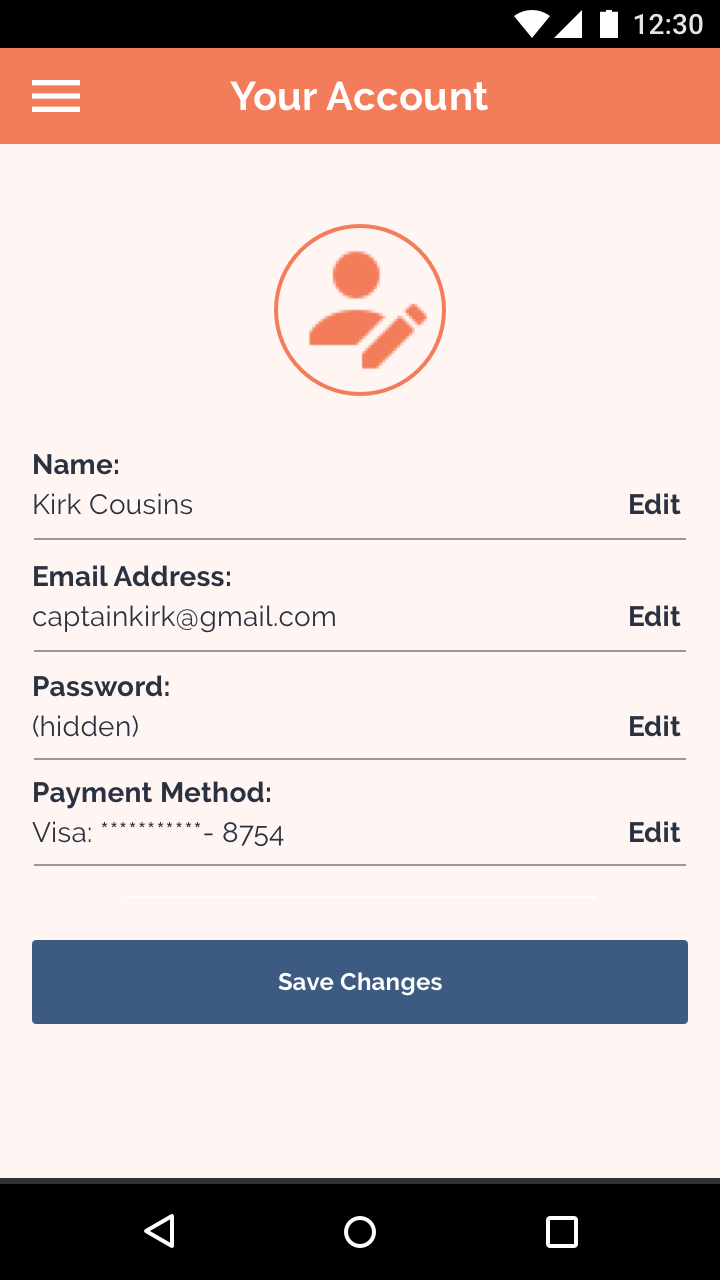 12:30
Your Account
Name:
Kirk Cousins
Edit
Email Address:
captainkirk@gmail.com
Edit
Password:
(hidden)
Edit
Payment Method:
Visa: ***********- 8754
Edit
Save Changes